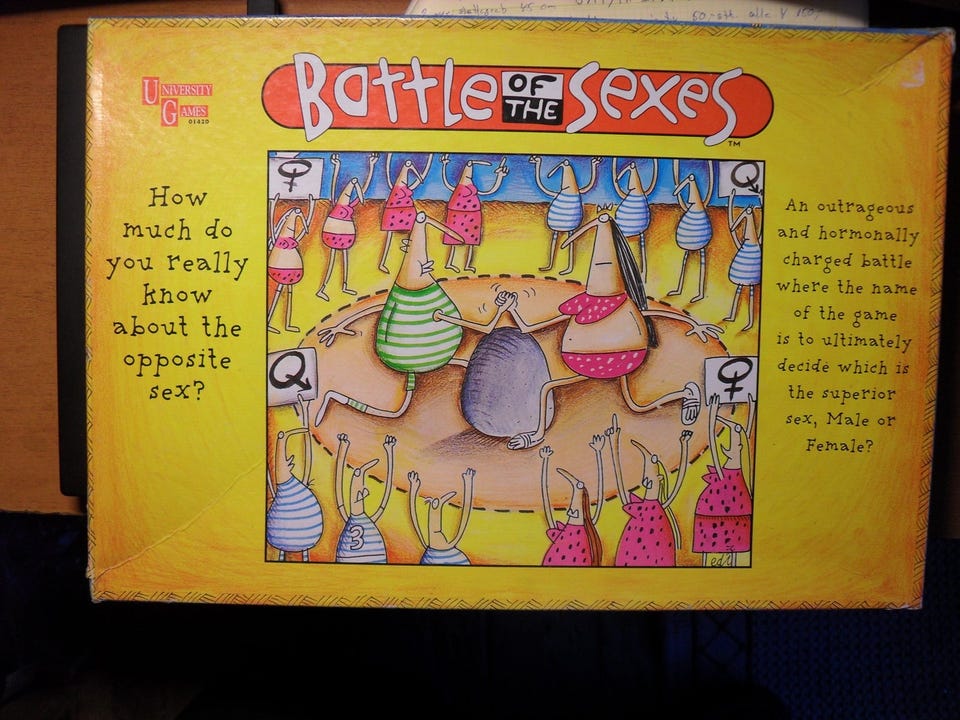 Battle OF THE Sexes
TM
UNIVERSITY
GAMES
01420
How
much do
you really
know
about the
opposite
sex?
An outrageous
and hormonally
charged battle
where the name
of the game
is to ultimately
decide which is
the superior
sex, Male or
Female?
3